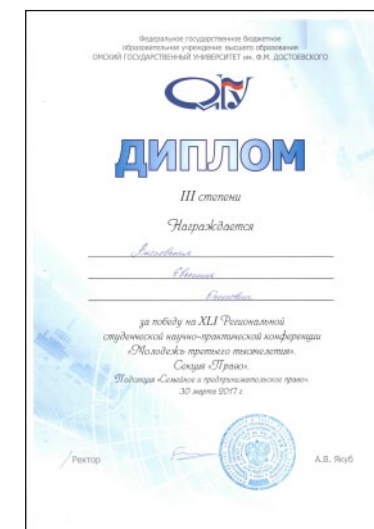 Федеральное государственное бюджетное
образовательное учреждение высшего образования
ОМСКИЙ ГОСУДАРСТВЕННЫЙ УНИВЕРСИТЕТ им. Ф.М. ДОСТОЕВСКОГО
ОмГУ
ДИПЛОМ
III степени
Награждается
за победу на XLI Региональной
студенческой научно-практической конференции
«Молодежь третьего тысячелетия».
Секция «Право».
Подсекция «Семейное и предпринимательское право».
30 марта 2017 г.
Ректор
А.В. Якуб